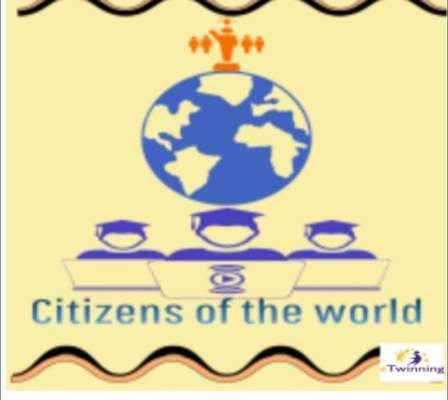 Citizens of the world
eTwinning